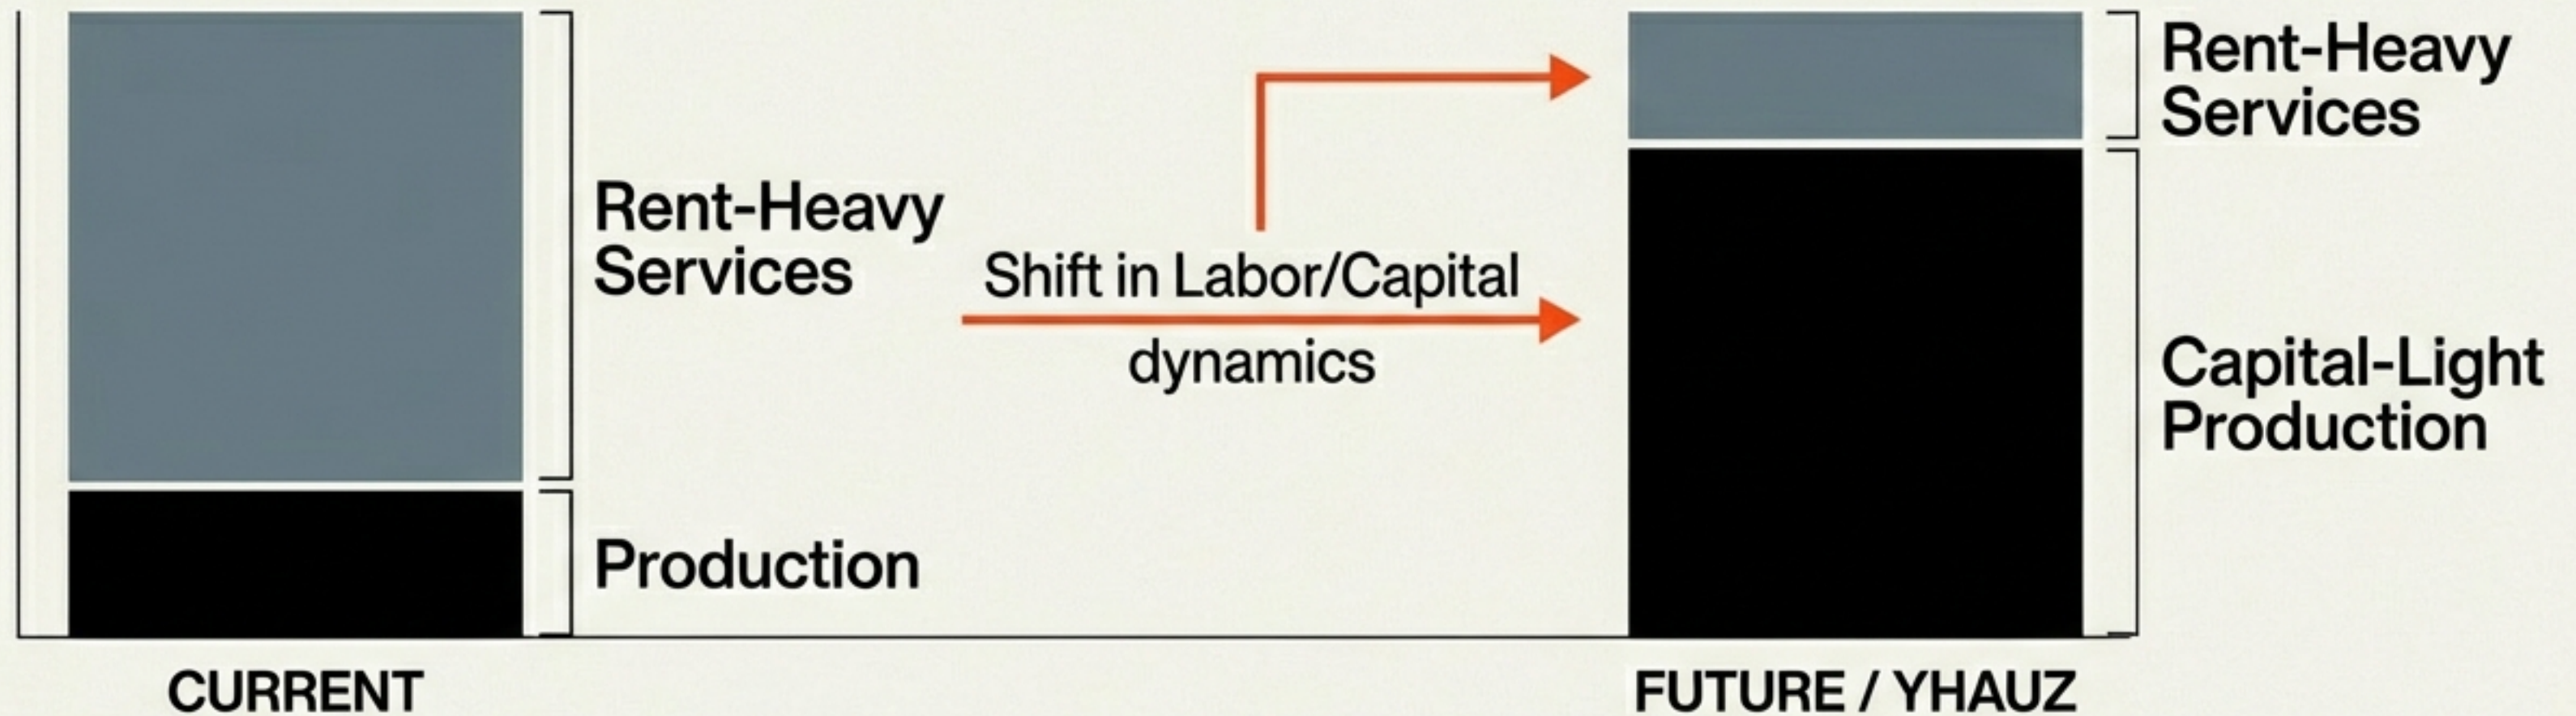 Rent-Heavy
Services
Production
CURRENT
Shift in Labor/Capital
dynamics
Rent-Heavy
Services
Capital-Light
Production
FUTURE / YHAUZ